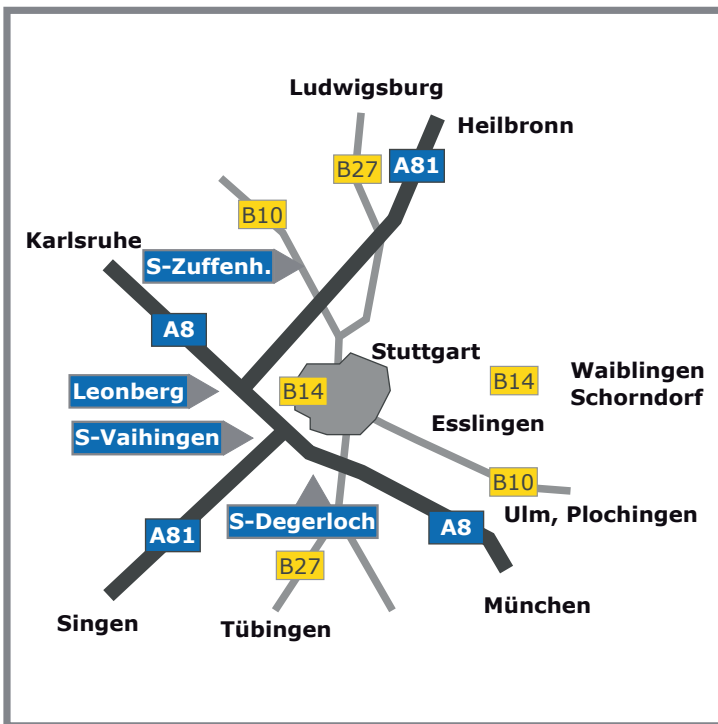 Ludwigsburg
Heilbronn
B27
A81
B10
Karlsruhe
S-Zuffenh.
A8
Stuttgart
Leonberg
B14
B14
Waiblingen
Schorndorf
Esslingen
S-Vaihingen
B10
Ulm, Plochingen
S-Degerloch
A81
A8
B27
Singen
Tübingen
München